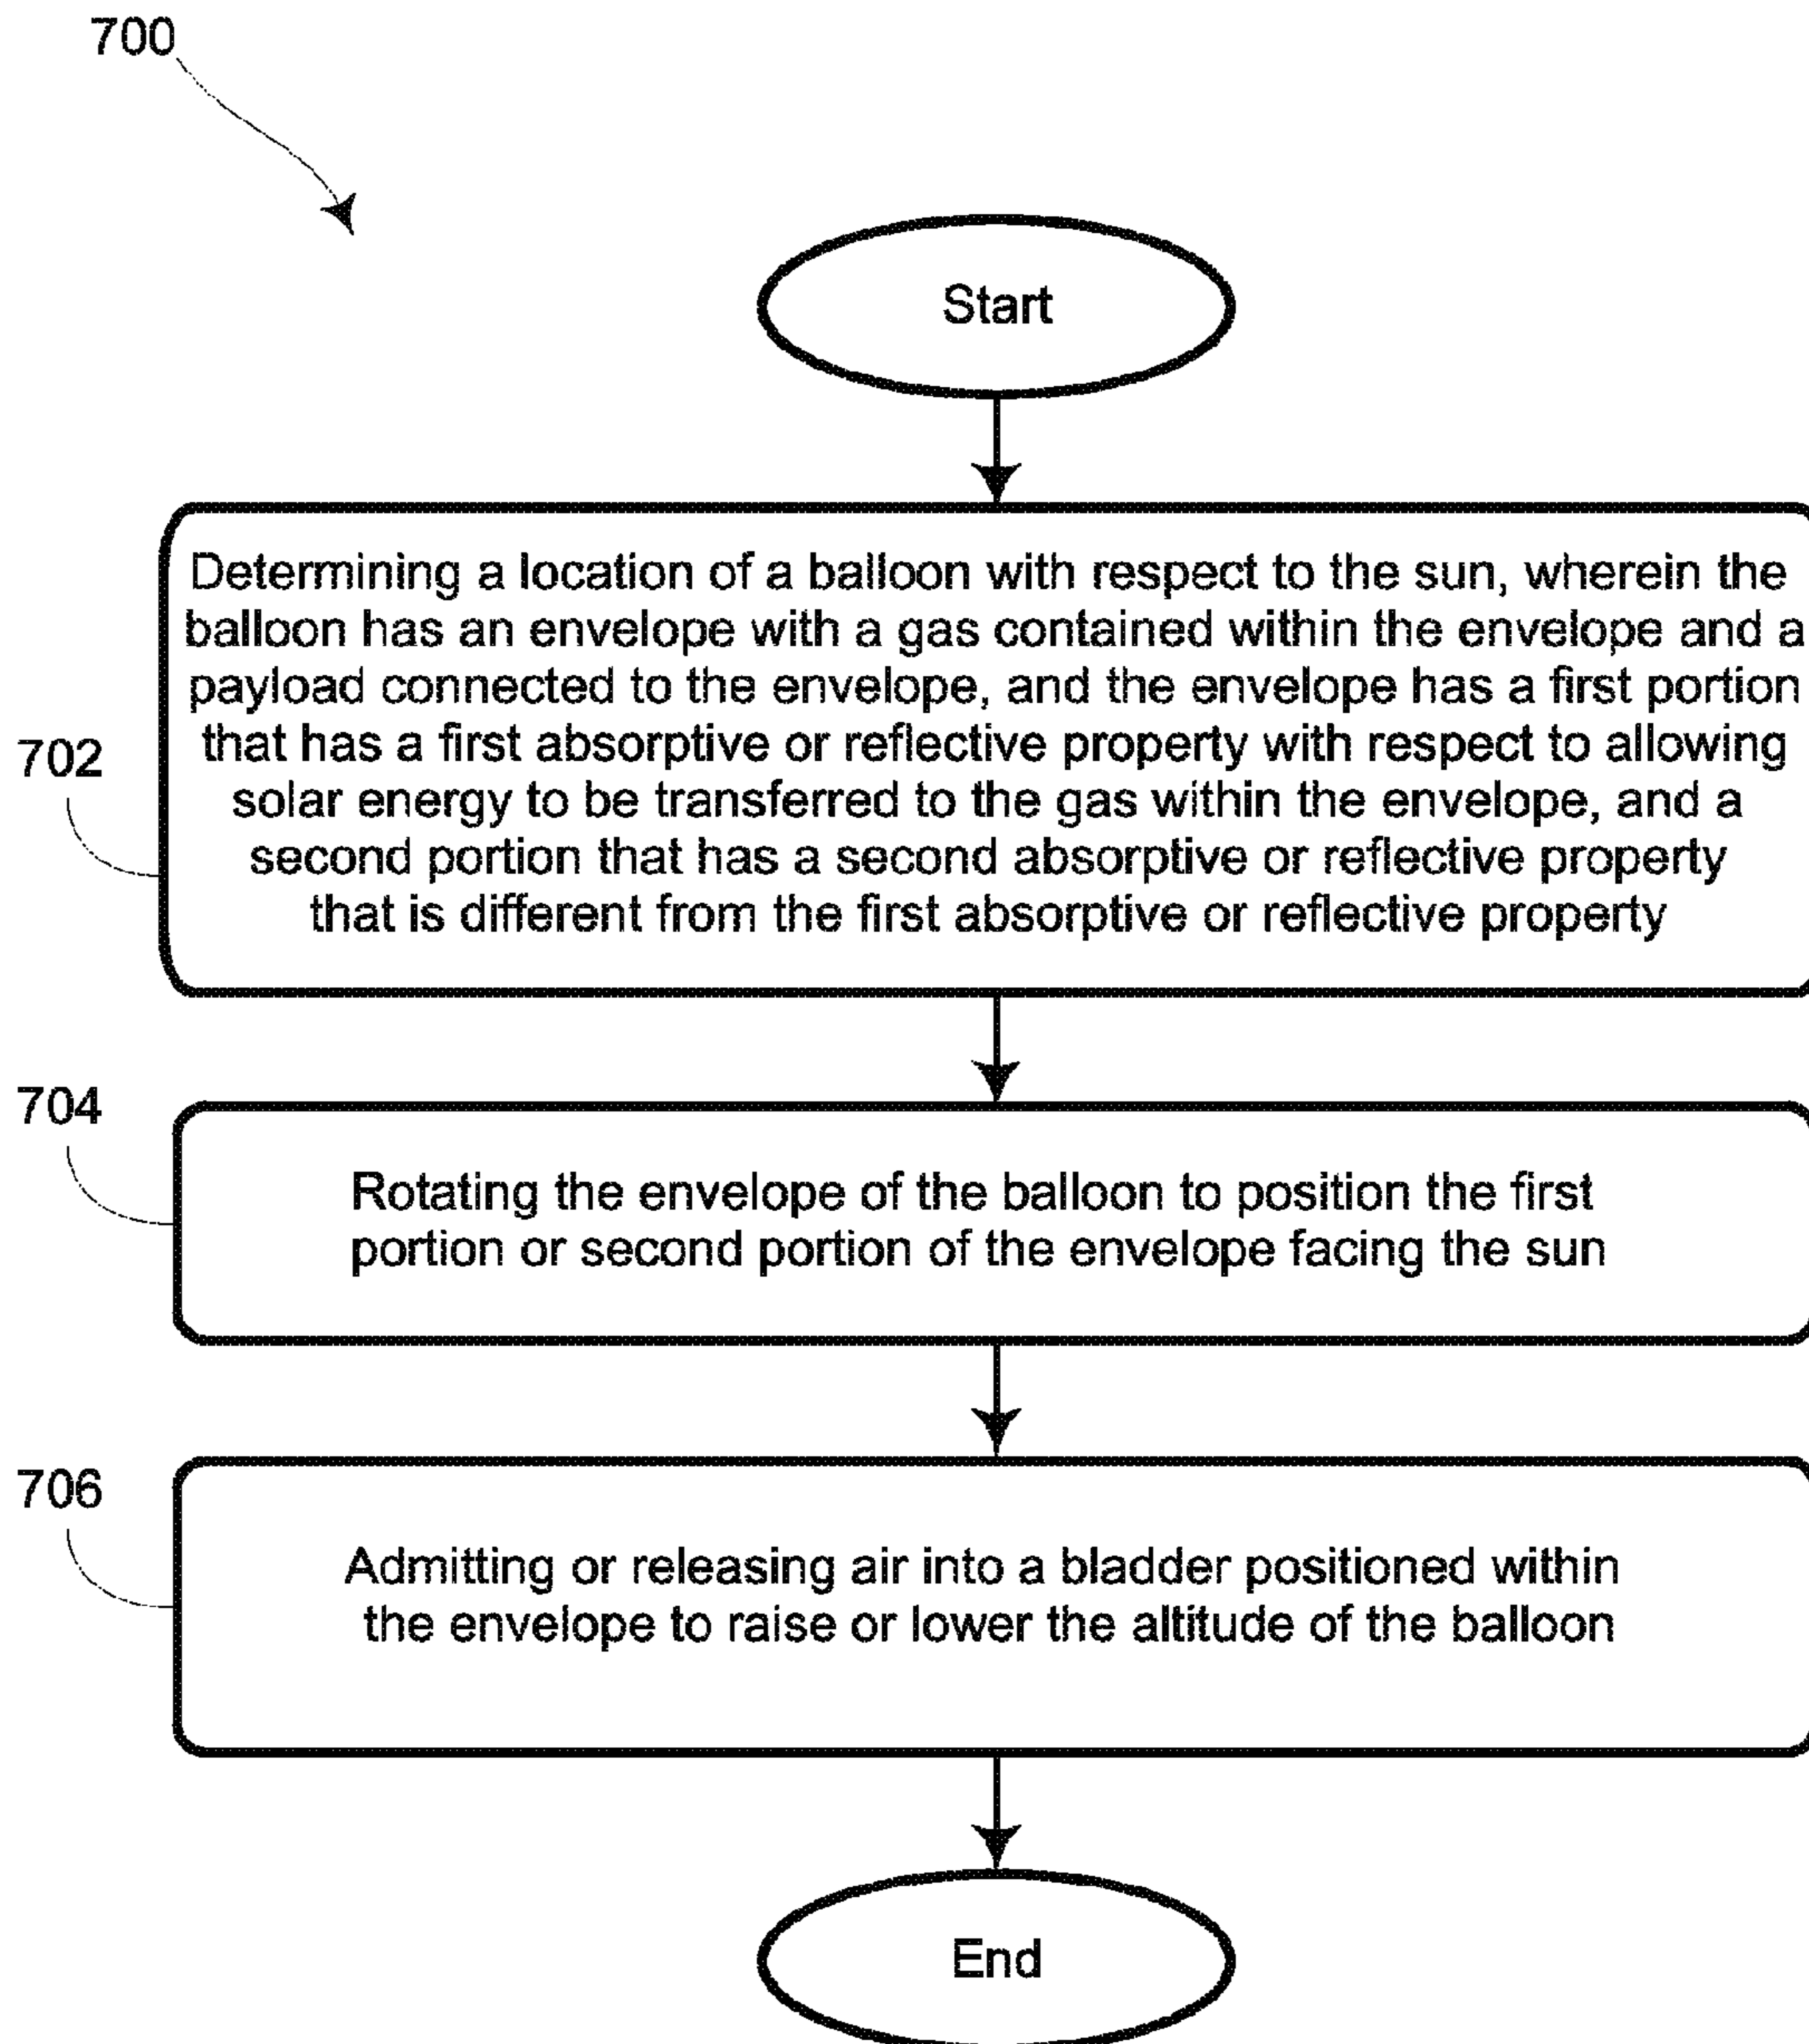 700
Start
702
Determining a location of a balloon with respect to the sun, wherein the
balloon has an envelope with a gas contained within the envelope and a
payload connected to the envelope, and the envelope has a first portion
that has a first absorptive or reflective property with respect to allowing
solar energy to be transferred to the gas within the envelope, and a
second portion that has a second absorptive or reflective property
that is different from the first absorptive or reflective property
704
Rotating the envelope of the balloon to position the first
portion or second portion of the envelope facing the sun
706
Admitting or releasing air into a bladder positioned within
the envelope to raise or lower the altitude of the balloon
End